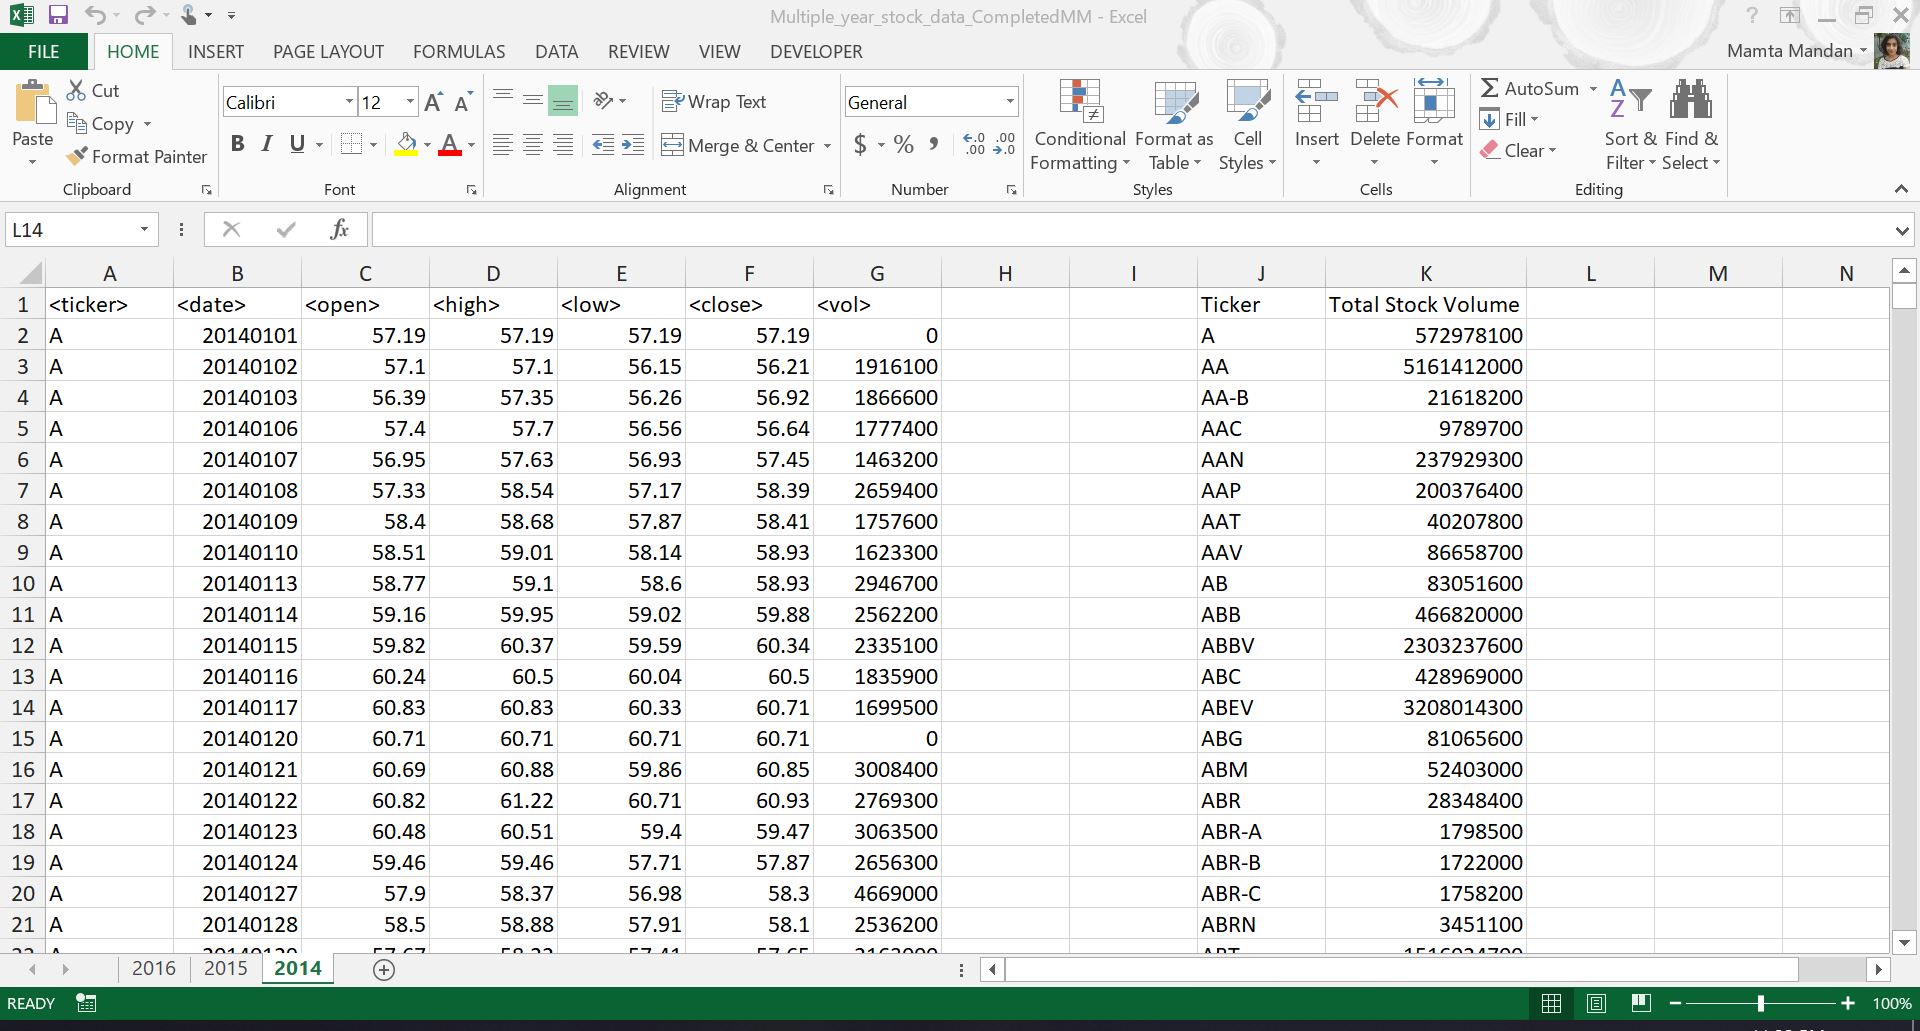 Multiple_year_stock_data_CompletedMM - Excel
FILE HOME INSERT PAGE LAYOUT FORMULAS DATA REVIEW VIEW DEVELOPER
Mamta Mandan
Paste
Cut
Copy
Format Painter
Clipboard
Calibri 12
B I U
Font
Wrap Text
Merge & Center
Alignment
General
$ % ,
Number
Conditional Formatting
Format as Table
Cell Styles
Styles
Insert Delete Format
Cells
AutoSum
Fill
Clear
Sort & Filter
Find & Select
Editing
L14 fx
A B C D E F G H I J K L M N
1 <ticker> <date> <open> <high> <low> <close> <vol> Ticker Total Stock Volume
2 A 20140101 57.19 57.19 57.19 57.19 0 A 572978100
3 A 20140102 57.1 57.1 56.15 56.21 1916100 AA 5161412000
4 A 20140103 56.39 57.35 56.26 56.92 1866600 AA-B 21618200
5 A 20140106 57.4 57.7 56.56 56.64 1777400 AAC 9789700
6 A 20140107 56.95 57.63 56.93 57.45 1463200 AAN 237929300
7 A 20140108 57.33 58.54 57.17 58.39 2659400 AAP 200376400
8 A 20140109 58.4 58.68 57.87 58.41 1757600 AAT 40207800
9 A 20140110 58.51 59.01 58.14 58.93 1623300 AAV 86658700
10 A 20140113 58.77 59.1 58.6 58.93 2946700 AB 83051600
11 A 20140114 59.16 59.95 59.02 59.88 2562200 ABB 466820000
12 A 20140115 59.82 60.37 59.59 60.34 2335100 ABBV 2303237600
13 A 20140116 60.24 60.5 60.04 60.5 1835900 ABC 428969000
14 A 20140117 60.83 60.83 60.33 60.71 1699500 ABEV 3208014300
15 A 20140120 60.71 60.71 60.71 60.71 0 ABG 81065600
16 A 20140121 60.69 60.88 59.86 60.85 3008400 ABM 52403000
17 A 20140122 60.82 61.22 60.71 60.93 2769300 ABR 28348400
18 A 20140123 60.48 60.51 59.4 59.47 3063500 ABR-A 1798500
19 A 20140124 59.46 59.46 57.71 57.87 2656300 ABR-B 1722000
20 A 20140127 57.9 58.37 56.98 58.3 4669000 ABR-C 1758200
21 A 20140128 58.5 58.88 57.91 58.1 2536200 ABRN 3451100
2016 2015 2014
READY 100%